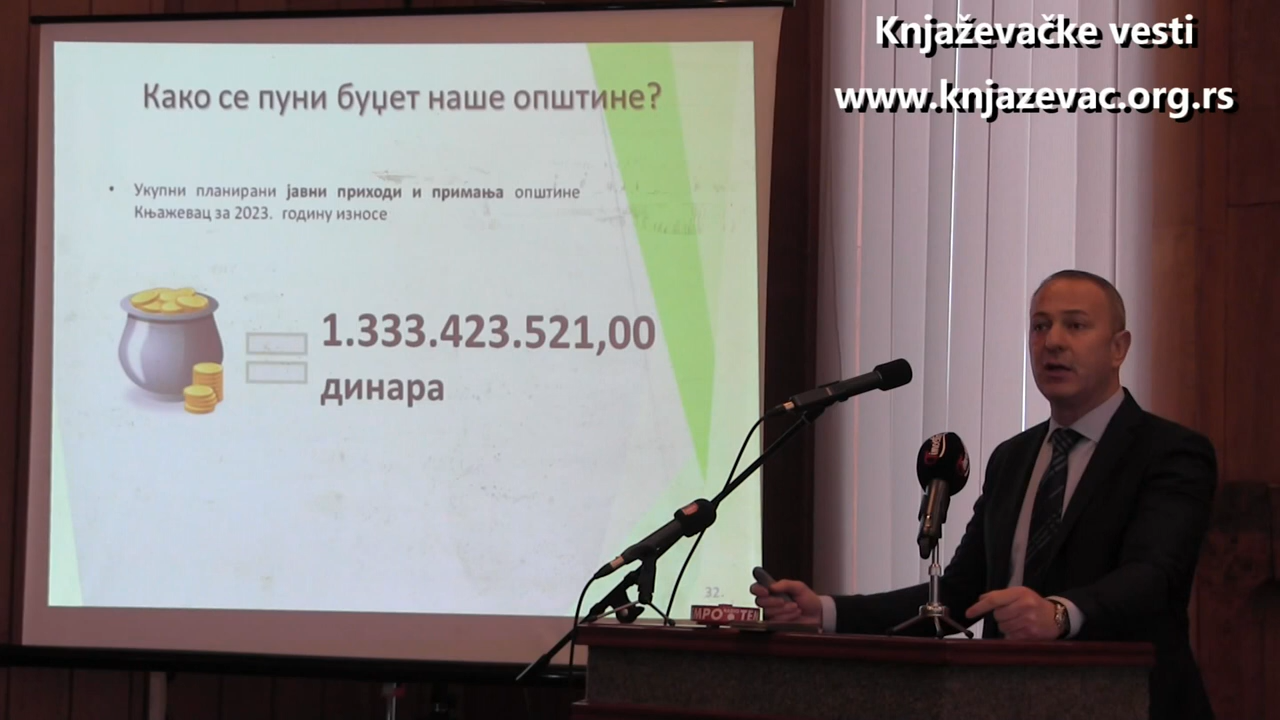 Knjaževačke vesti
www.knjazevac.org.rs
Како се пуни буџет наше општине?
• Укупни планирани јавни приходи и примања општине
Књажевац за 2023. годину износе
1.333.423.521,00
динара
32.